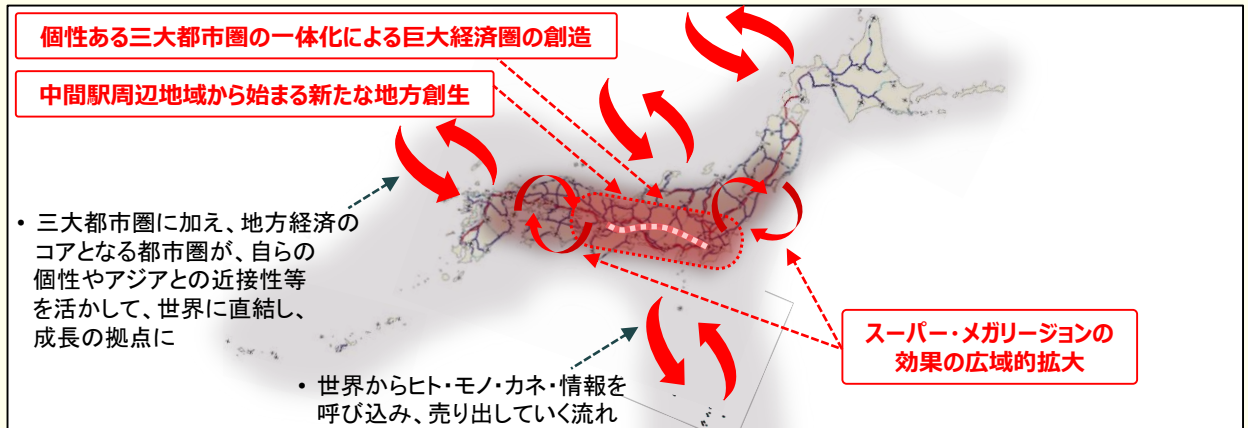 個性ある三大都市圏の一体化による巨大経済圏の創造
中間駅周辺地域から始まる新たな地方創生
• 三大都市圏に加え、地方経済の
コアとなる都市圏が、自らの
個性やアジアとの近接性等
を活かして、世界に直結し、
成長の拠点に
スーパー・メガリージョンの
効果の広域的拡大
• 世界からヒト・モノ・カネ・情報を
呼び込み、売り出していく流れ